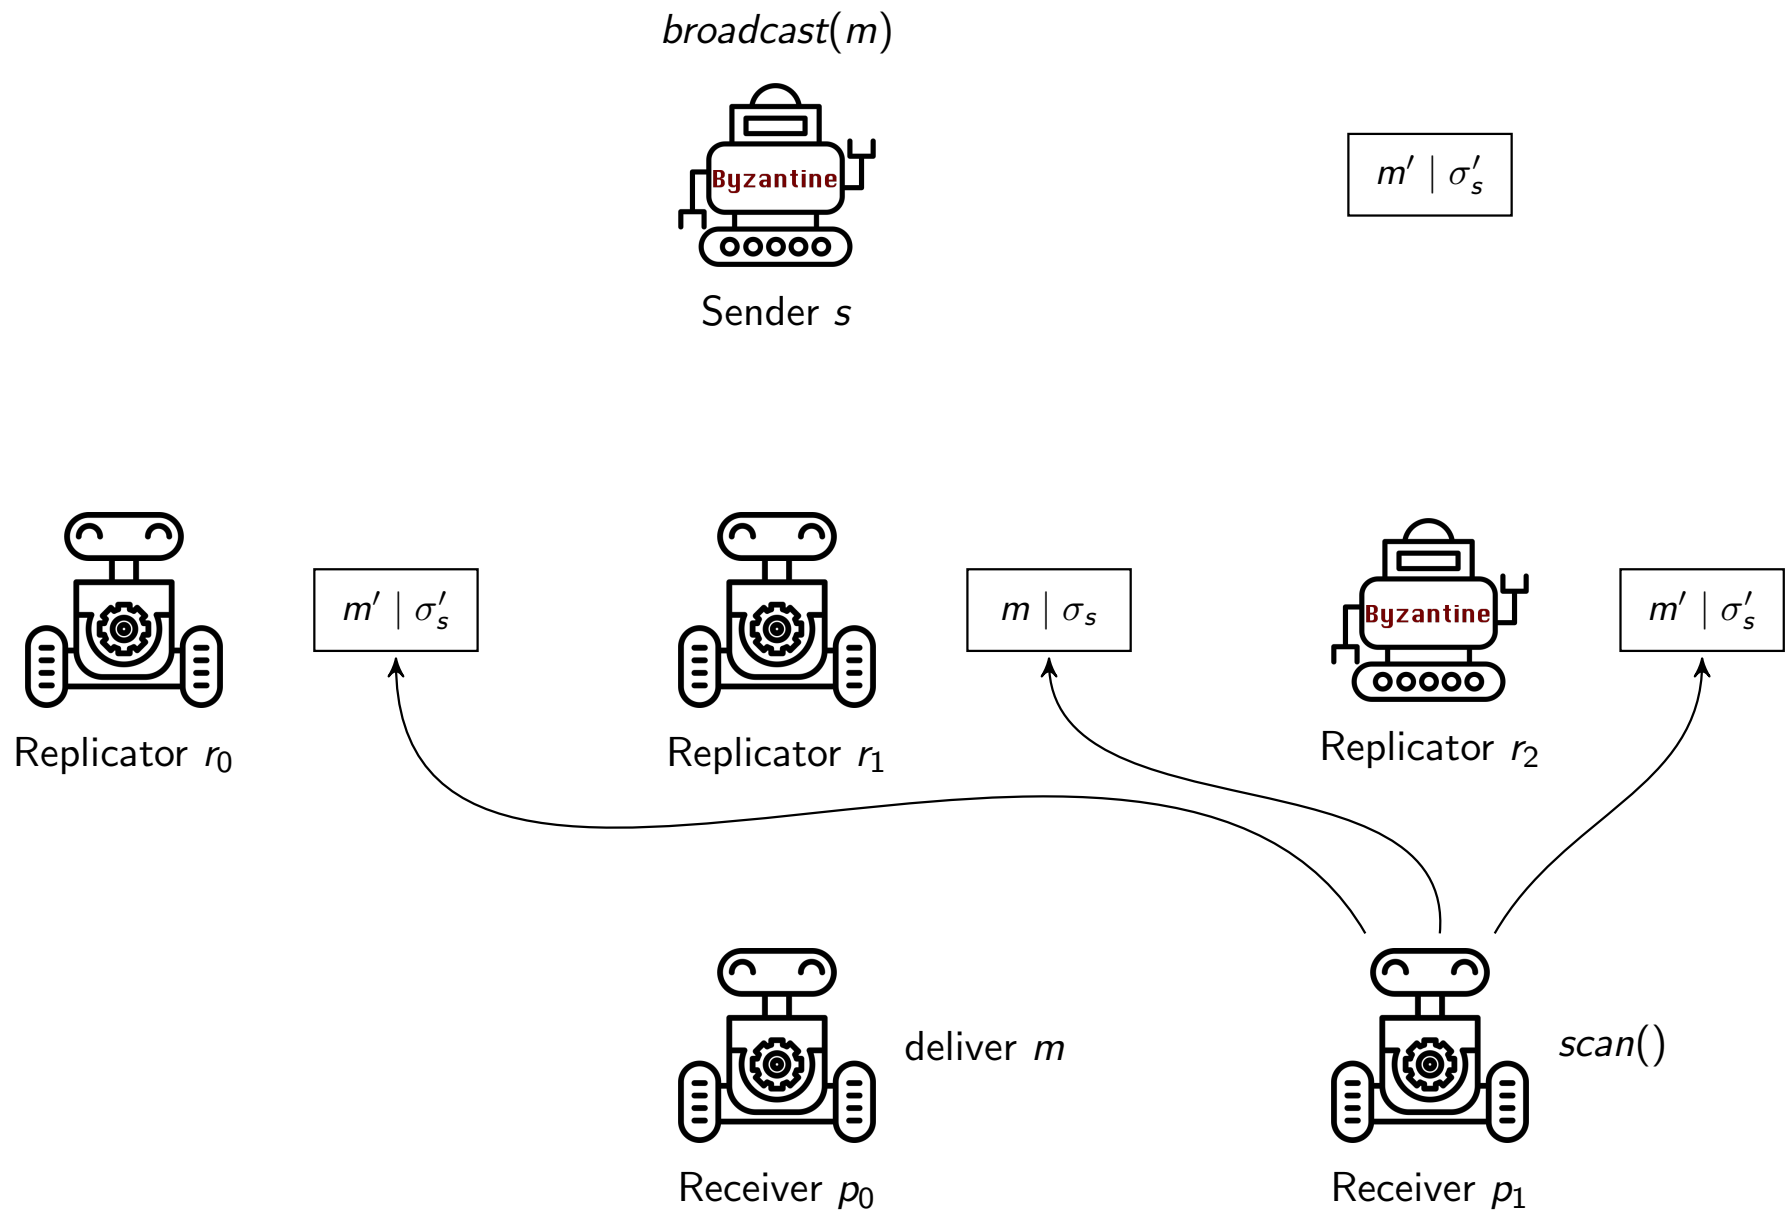 broadcast(m)
Byzantine
m′ | σ′ₛ
Sender s
m′ | σ′ₛ
m | σₛ
Byzantine
m′ | σ′ₛ
Replicator r₀
Replicator r₁
Replicator r₂
deliver m
scan()
Receiver p₀
Receiver p₁